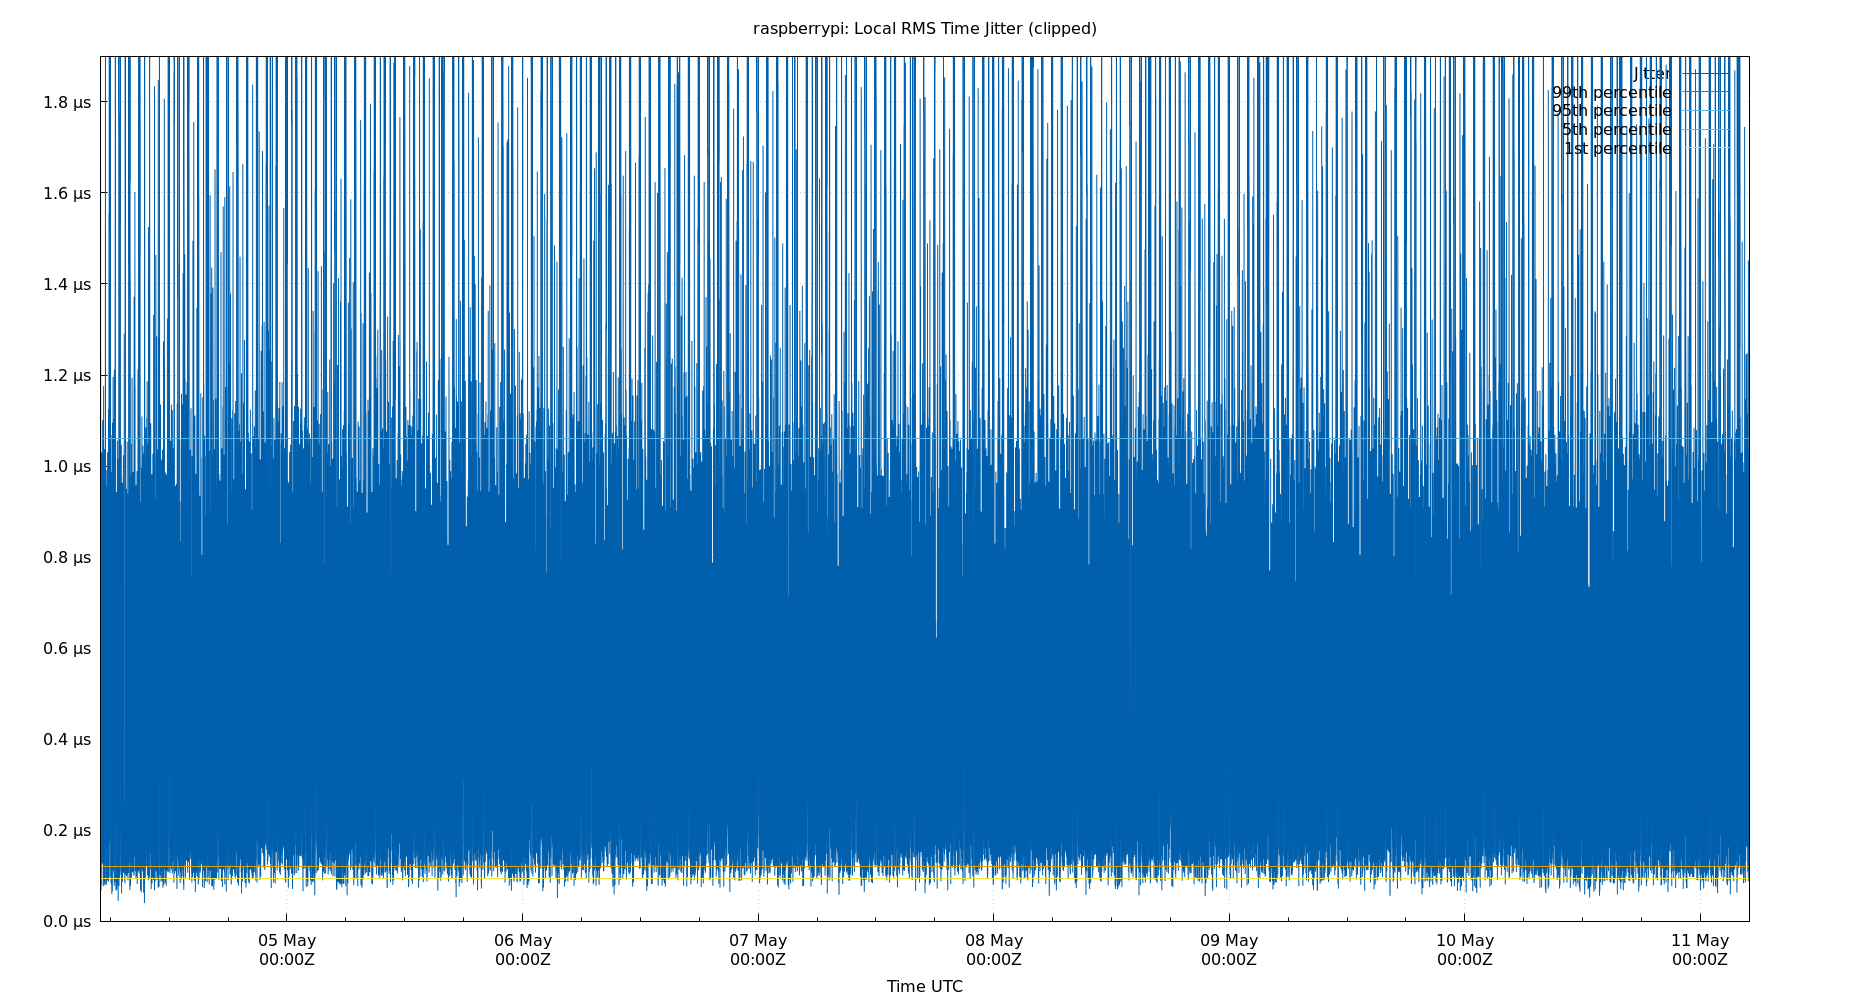 raspberrypi: Local RMS Time Jitter (clipped)
Jitter
99th percentile
95th percentile
5th percentile
1st percentile
1.8 µs
1.6 µs
1.4 µs
1.2 µs
1.0 µs
0.8 µs
0.6 µs
0.4 µs
0.2 µs
0.0 µs
05 May 06 May 07 May 08 May 09 May 10 May 11 May
00:00Z 00:00Z 00:00Z 00:00Z 00:00Z 00:00Z 00:00Z
Time UTC